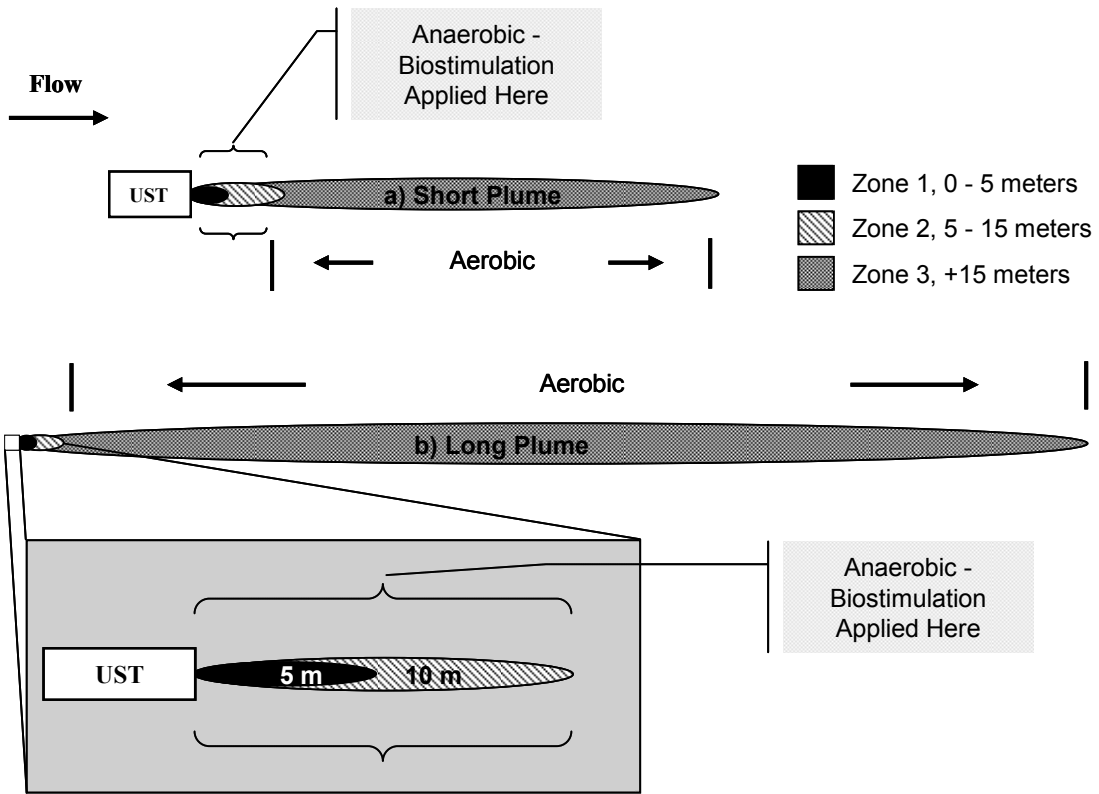 Anaerobic -
Biostimulation
Applied Here
Flow
UST
a) Short Plume
Zone 1, 0 - 5 meters
Zone 2, 5 - 15 meters
Zone 3, +15 meters
Aerobic
Aerobic
b) Long Plume
Anaerobic -
Biostimulation
Applied Here
UST
5 m
10 m